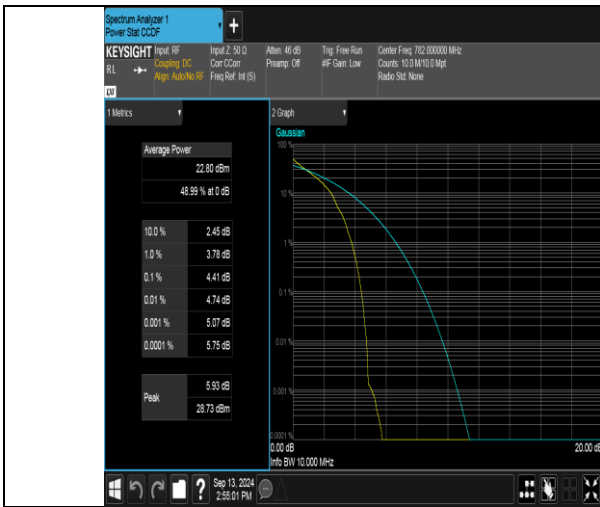 Spectrum Analyzer 1
Power Stat CCDF
+
KEYSIGHT Input: RF Input Z: 50 Ω Atten: 46 dB Trig: Free Run Center Freq: 782.000000 MHz
R L Coupling: DC Corr CCorr Preamp: Off #IF Gain: Low Counts: 10.0 M/10.0 Mpt
Align: Auto/No RF Freq Ref: Int (S) Radio Std: None
LXI
1 Metrics
Average Power
22.80 dBm
48.99 % at 0 dB
10.0 % 2.45 dB
1.0 % 3.78 dB
0.1 % 4.41 dB
0.01 % 4.74 dB
0.001 % 5.07 dB
0.0001 % 5.75 dB
Peak 5.93 dB
28.73 dBm
2 Graph
Gaussian
100 %
10 %
1 %
0.1 %
0.01 %
0.001 %
0.0001 %
0.00 dB 20.00 dB
Info BW 10.000 MHz
? Sep 13, 2024
2:55:01 PM